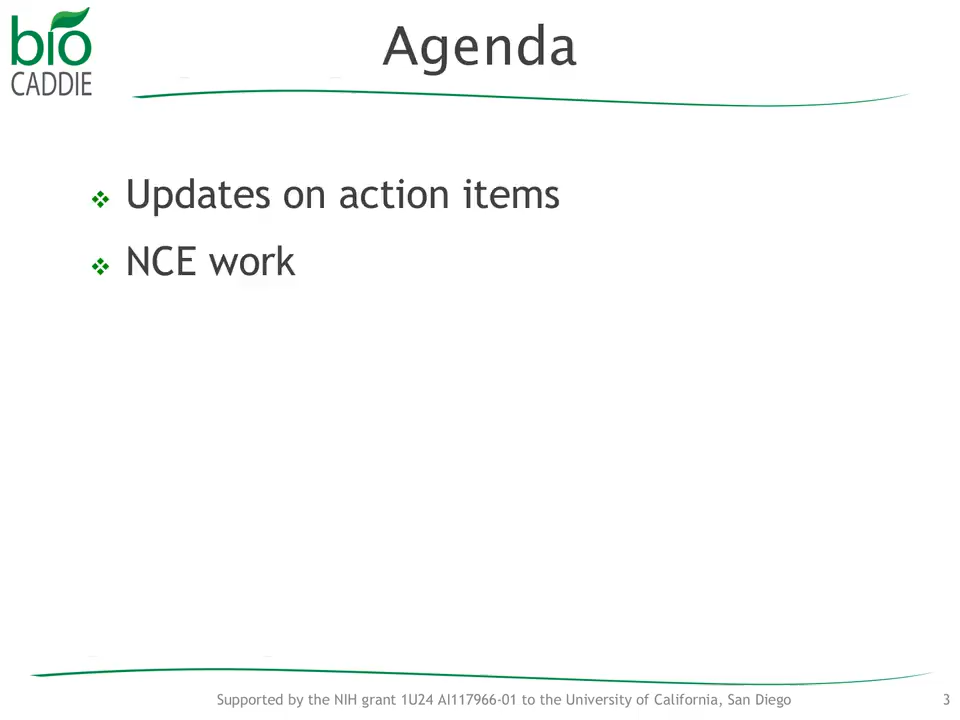 bio
CADDIE
Agenda
Updates on action items
NCE work
Supported by the NIH grant 1U24 AI117966-01 to the University of California, San Diego
3